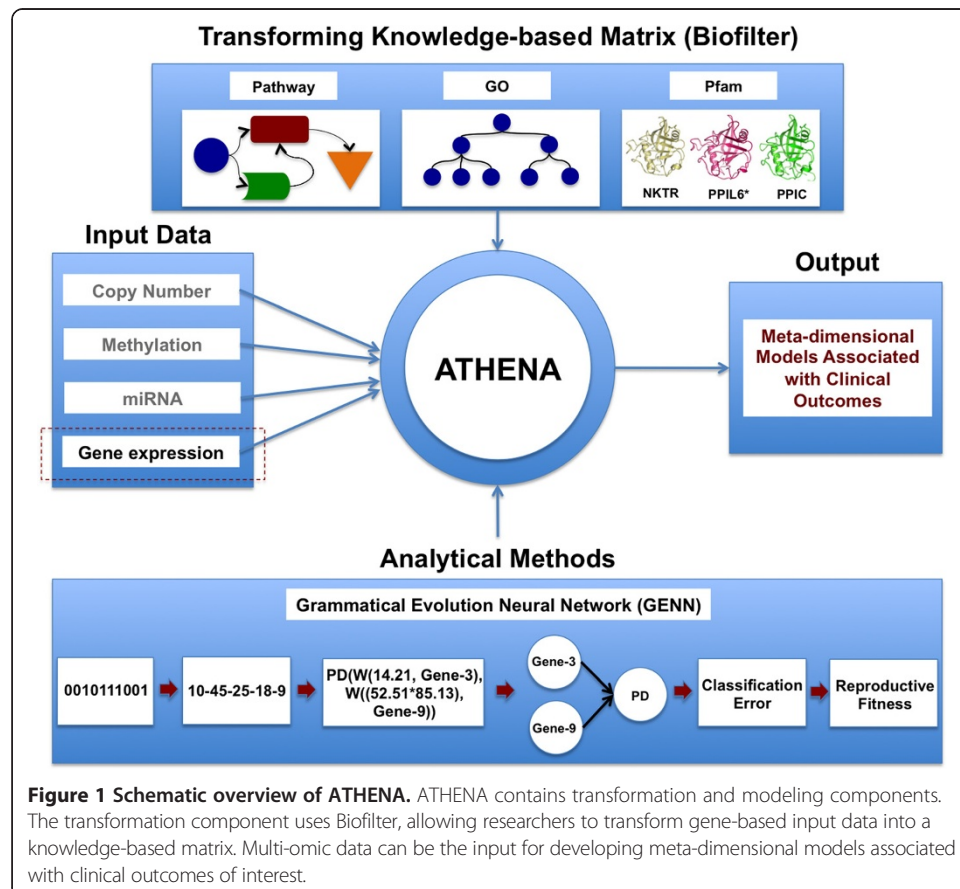 Transforming Knowledge-based Matrix (Biofilter)
Pathway
GO
Pfam
NKTR
PPIL6*
PPIC
Input Data
Copy Number
Methylation
miRNA
Gene expression
ATHENA
Output
Meta-dimensional
Models Associated
with Clinical
Outcomes
Analytical Methods
Grammatical Evolution Neural Network (GENN)
0010111001
10-45-25-18-9
PD(W(14.21, Gene-3),
W((52.51*85.13),
Gene-9))
Gene-3
Gene-9
PD
Classification
Error
Reproductive
Fitness
Figure 1 Schematic overview of ATHENA. ATHENA contains transformation and modeling components.
The transformation component uses Biofilter, allowing researchers to transform gene-based input data into a
knowledge-based matrix. Multi-omic data can be the input for developing meta-dimensional models associated
with clinical outcomes of interest.